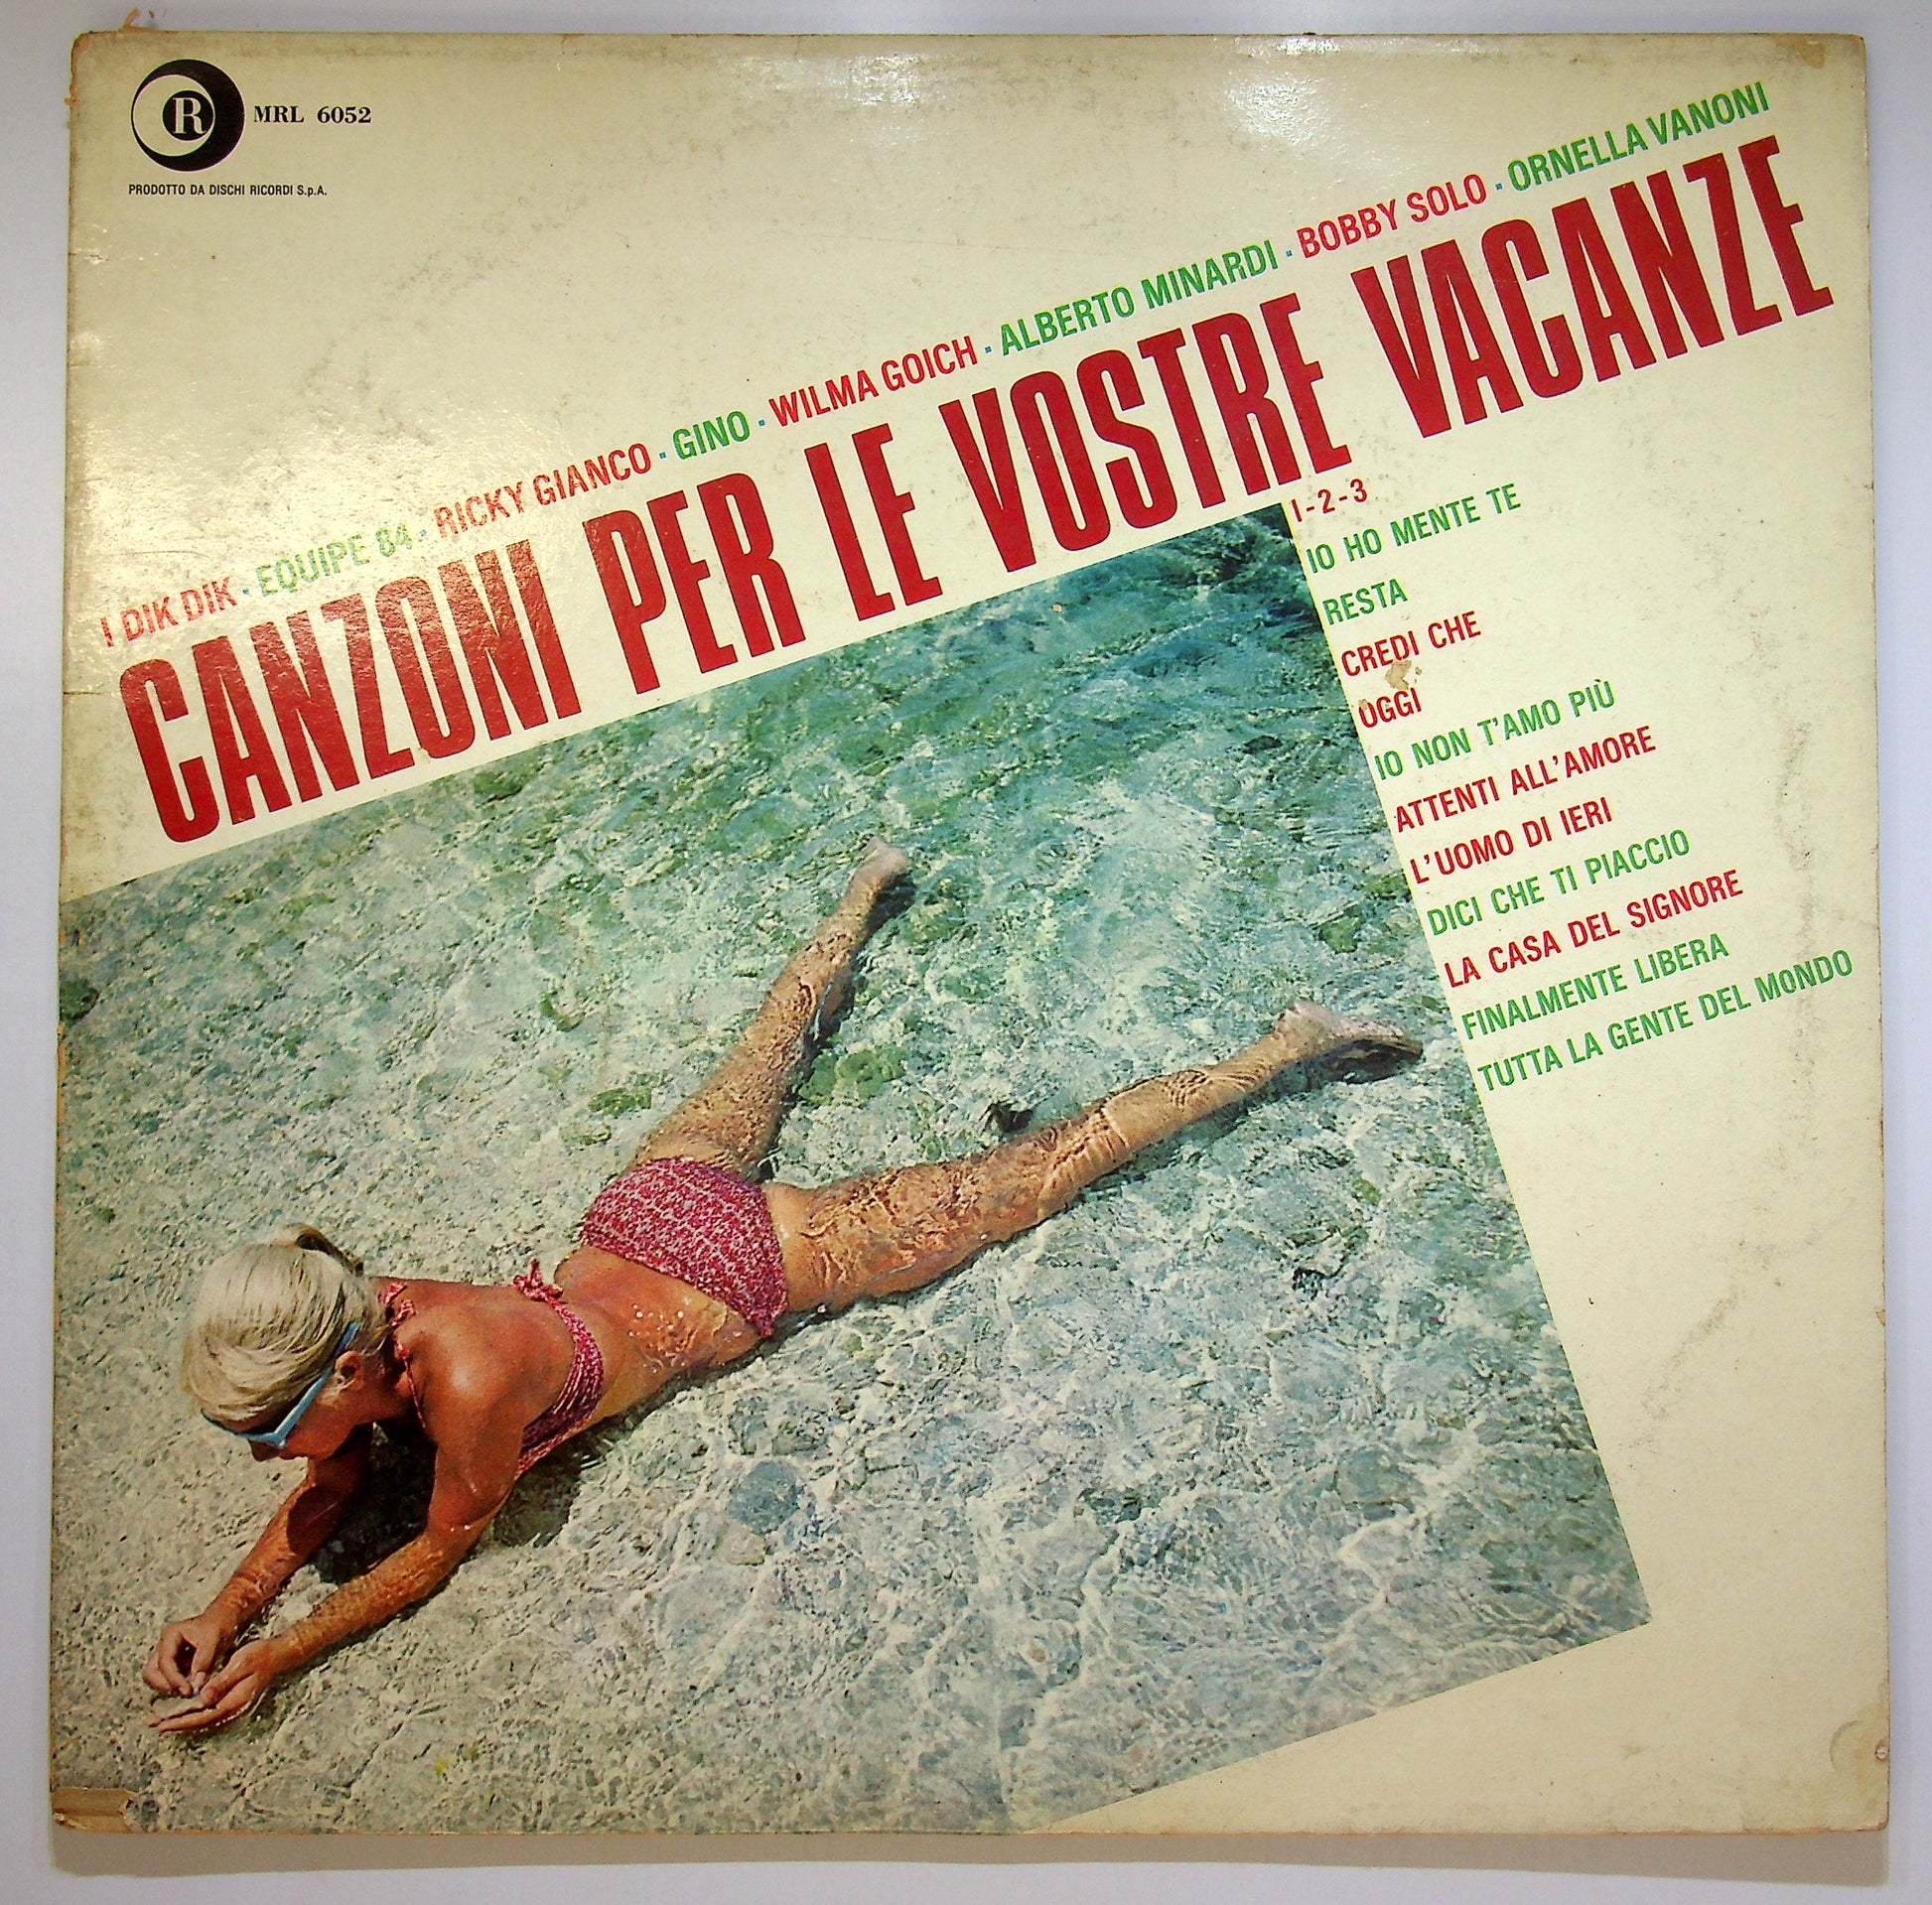 R
MRL 6052
PRODOTTO DA DISCHI RICORDI S.p.A.
I DIK DIK · EQUIPE 84 · RICKY GIANCO · GINO · WILMA GOICH · ALBERTO MINARDI · BOBBY SOLO · ORNELLA VANONI
CANZONI PER LE VOSTRE VACANZE
1-2-3
IO HO MENTE TE
RESTA
CREDI CHE
OGGI
IO NON T'AMO PIÙ
ATTENTI ALL'AMORE
L'UOMO DI IERI
DICI CHE TI PIACCIO
LA CASA DEL SIGNORE
FINALMENTE LIBERA
TUTTA LA GENTE DEL MONDO